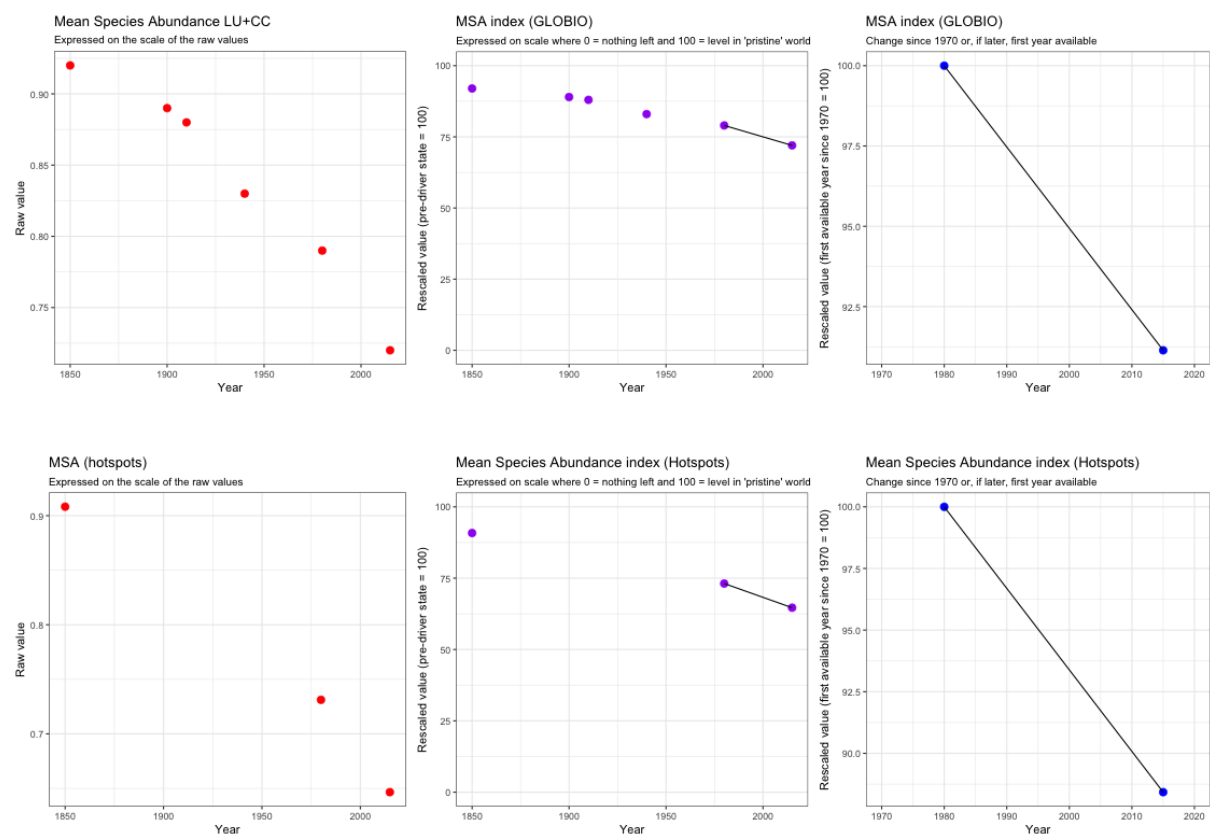 Mean Species Abundance LU+CC
Expressed on the scale of the raw values
Raw value
0.90
0.85
0.80
0.75
1850
1900
1950
2000
Year
MSA index (GLOBIO)
Expressed on scale where 0 = nothing left and 100 = level in 'pristine' world
Rescaled value (pre-driver state = 100)
100
75
50
25
0
1850
1900
1950
2000
Year
MSA index (GLOBIO)
Change since 1970 or, if later, first year available
Rescaled value (first available year since 1970 = 100)
100.0
97.5
95.0
92.5
1970
1980
1990
2000
2010
2020
Year
MSA (hotspots)
Expressed on the scale of the raw values
Raw value
0.9
0.8
0.7
1850
1900
1950
2000
Year
Mean Species Abundance index (Hotspots)
Expressed on scale where 0 = nothing left and 100 = level in 'pristine' world
Rescaled value (pre-driver state = 100)
100
75
50
25
0
1850
1900
1950
2000
Year
Mean Species Abundance index (Hotspots)
Change since 1970 or, if later, first year available
Rescaled value (first available year since 1970 = 100)
100.0
97.5
95.0
92.5
90.0
1970
1980
1990
2000
2010
2020
Year